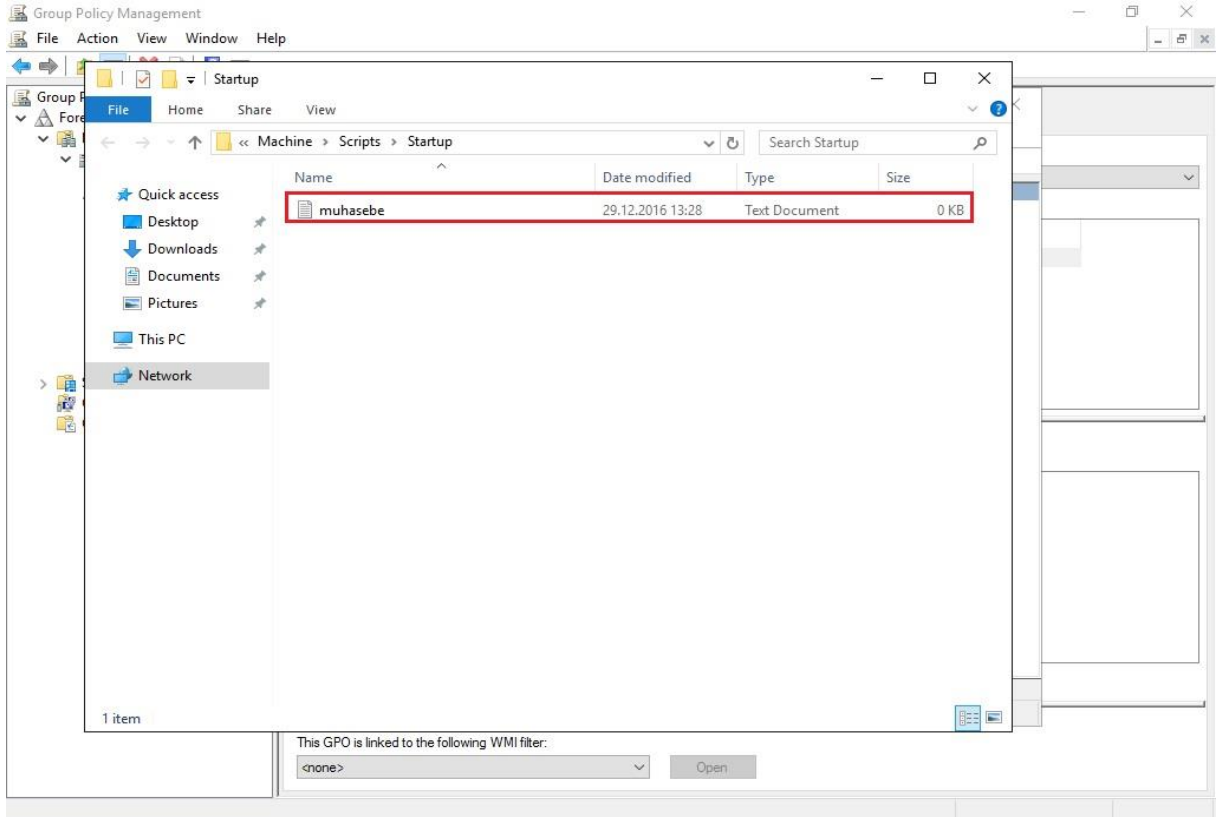 Group Policy Management
File Action View Window Help
Startup
File Home Share View
« Machine > Scripts > Startup
Search Startup
Name Date modified Type Size
Quick access
muhasebe 29.12.2016 13:28 Text Document 0 KB
Desktop
Downloads
Documents
Pictures
This PC
Network
1 item
This GPO is linked to the following WMI filter:
<none>
Open